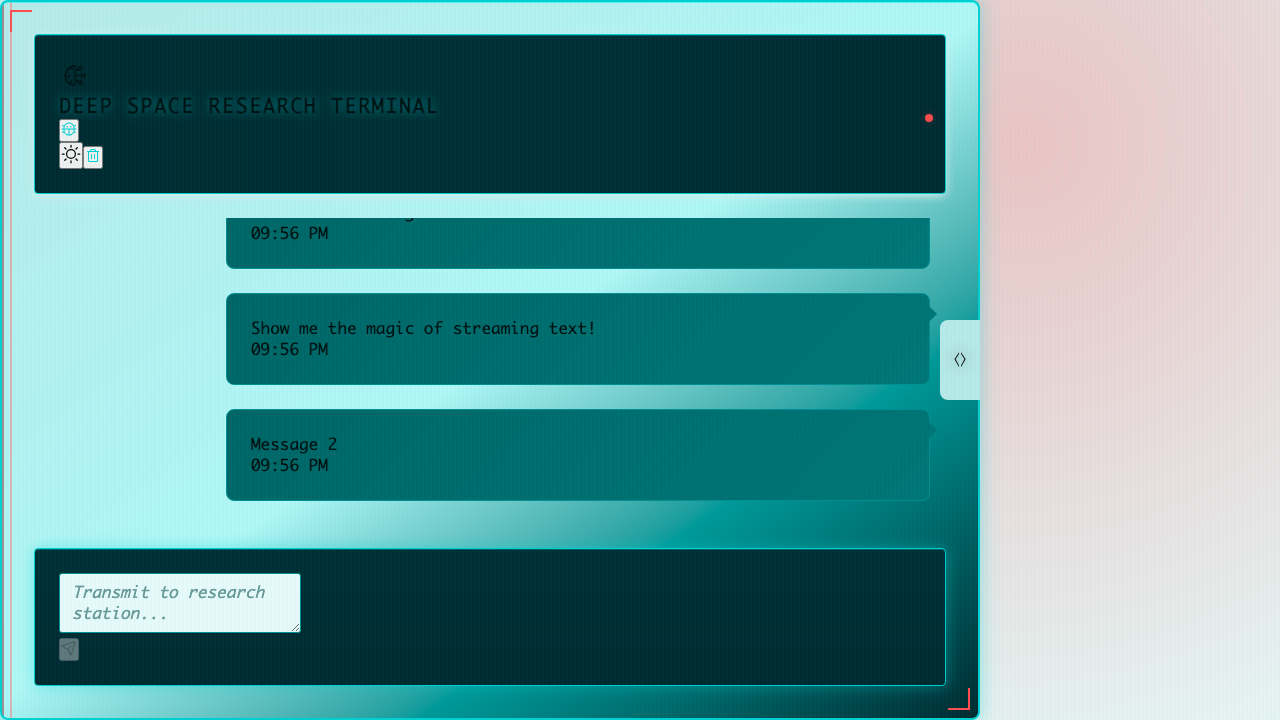 DEEP SPACE RESEARCH TERMINAL
09:56 PM
Show me the magic of streaming text!
09:56 PM
Message 2
09:56 PM
Transmit to research
station...